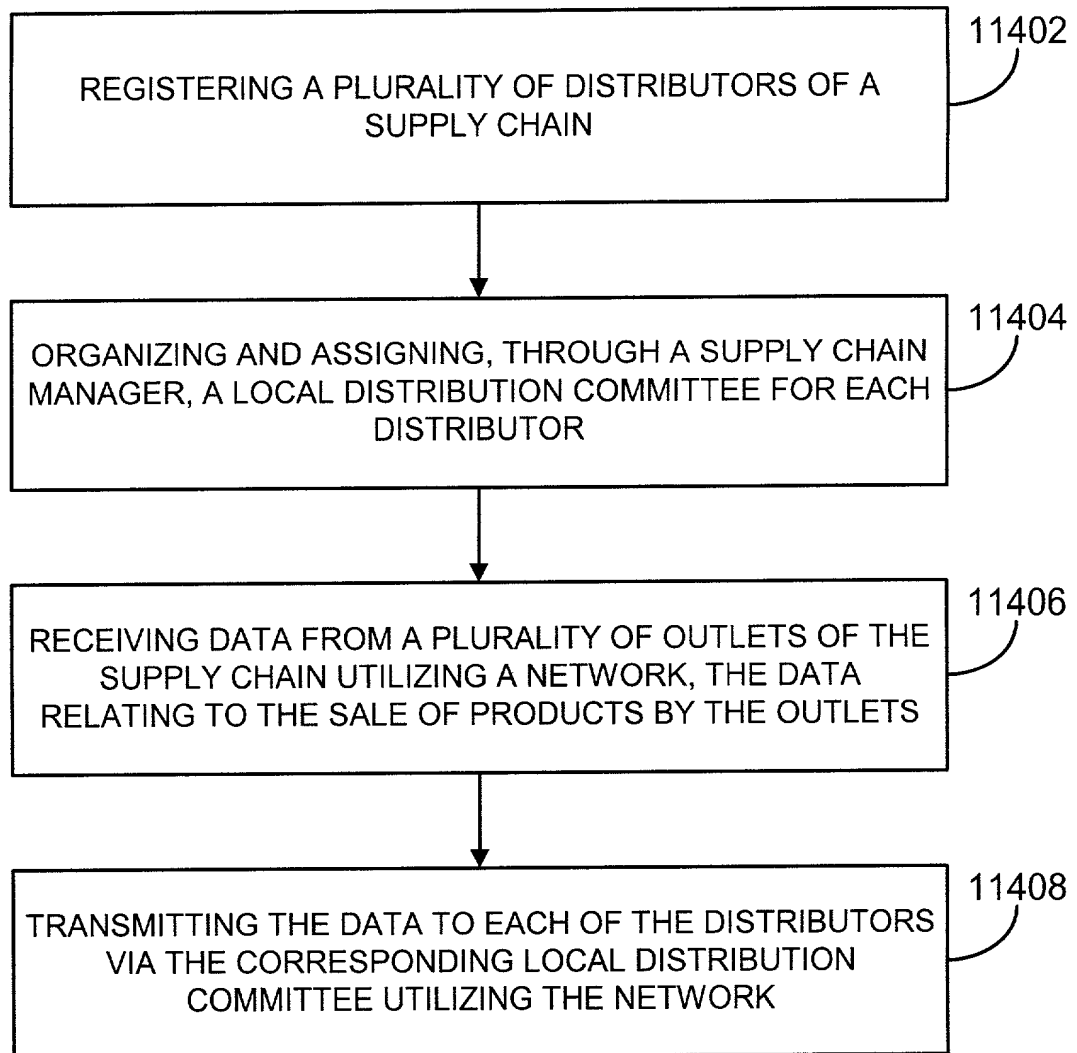 11402
REGISTERING A PLURALITY OF DISTRIBUTORS OF A
SUPPLY CHAIN
11404
ORGANIZING AND ASSIGNING, THROUGH A SUPPLY CHAIN
MANAGER, A LOCAL DISTRIBUTION COMMITTEE FOR EACH
DISTRIBUTOR
11406
RECEIVING DATA FROM A PLURALITY OF OUTLETS OF THE
SUPPLY CHAIN UTILIZING A NETWORK, THE DATA
RELATING TO THE SALE OF PRODUCTS BY THE OUTLETS
11408
TRANSMITTING THE DATA TO EACH OF THE DISTRIBUTORS
VIA THE CORRESPONDING LOCAL DISTRIBUTION
COMMITTEE UTILIZING THE NETWORK